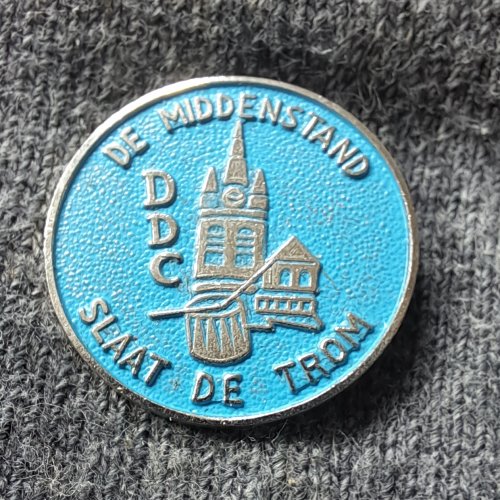 DE MIDDENSTAND
DDC
SLAAT DE TROM